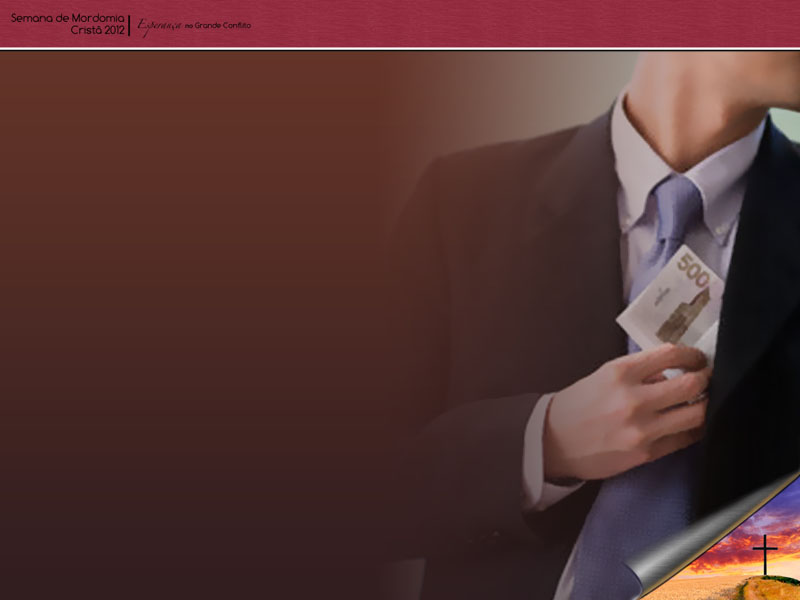 Semana de Mordomia
Cristã 2012
Esperança no Grande Conflito
500